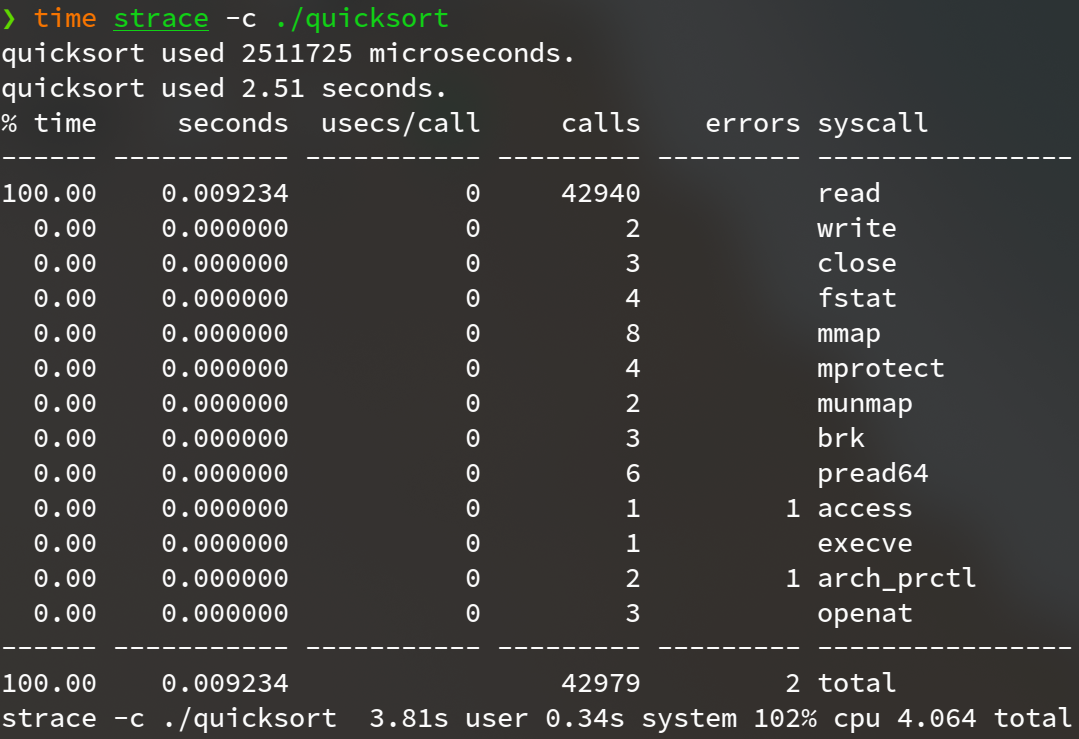 ❯ time strace -c ./quicksort
quicksort used 2511725 microseconds.
quicksort used 2.51 seconds.
% time     seconds  usecs/call     calls    errors syscall
------ ----------- ----------- --------- --------- ----------------
100.00    0.009234           0     42940           read
  0.00    0.000000           0         2           write
  0.00    0.000000           0         3           close
  0.00    0.000000           0         4           fstat
  0.00    0.000000           0         8           mmap
  0.00    0.000000           0         4           mprotect
  0.00    0.000000           0         2           munmap
  0.00    0.000000           0         3           brk
  0.00    0.000000           0         6           pread64
  0.00    0.000000           0         1         1 access
  0.00    0.000000           0         1           execve
  0.00    0.000000           0         2         1 arch_prctl
  0.00    0.000000           0         3           openat
------ ----------- ----------- --------- --------- ----------------
100.00    0.009234                 42979         2 total
strace -c ./quicksort  3.81s user 0.34s system 102% cpu 4.064 total